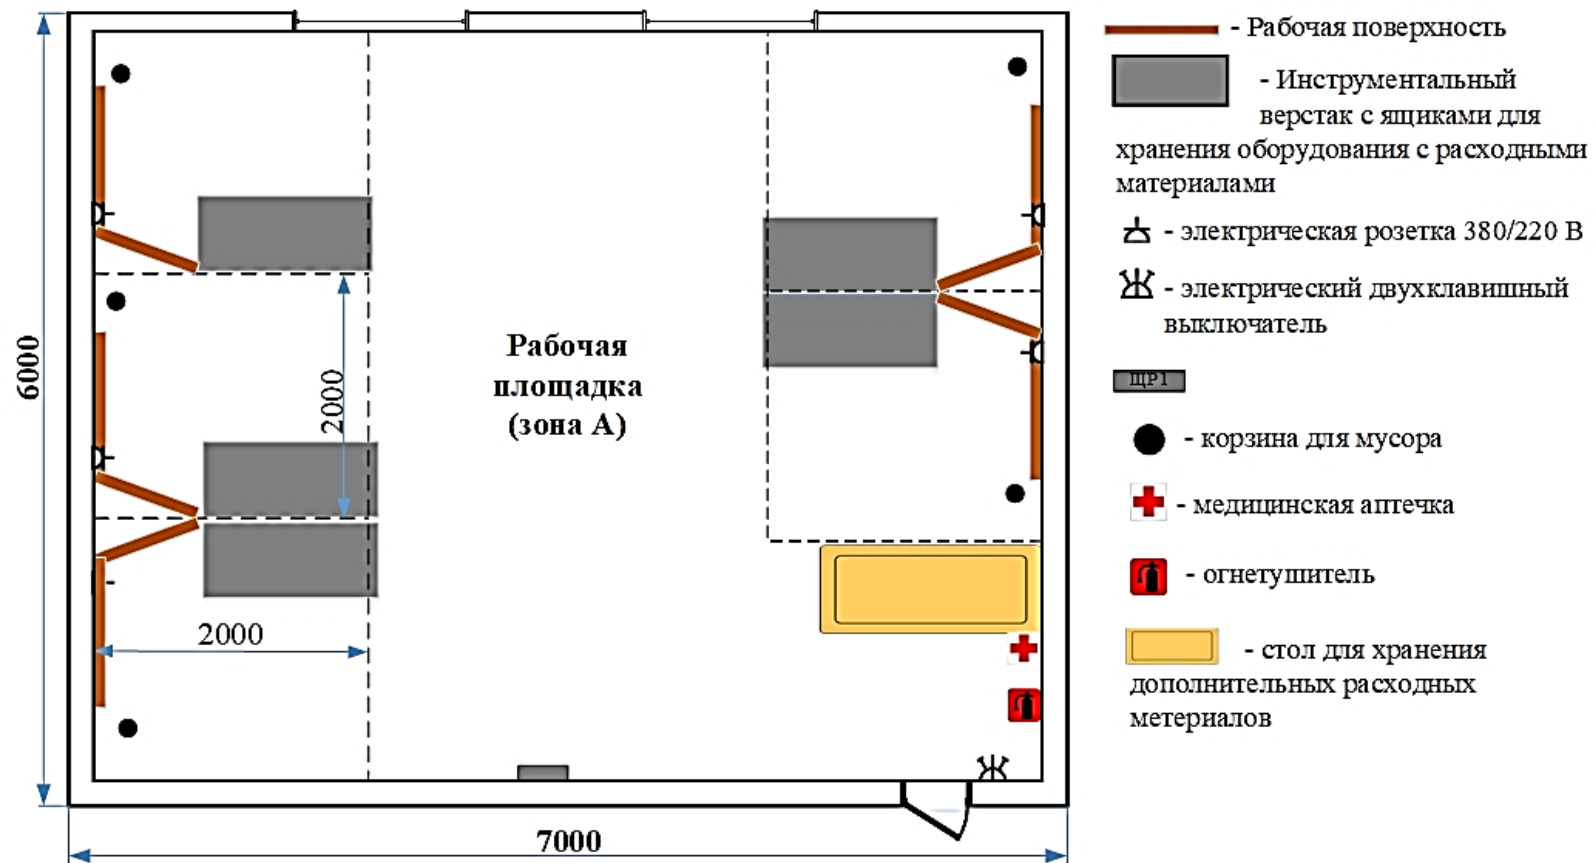 6000
2000
2000
7000
Рабочая
площадка
(зона А)
- Рабочая поверхность
- Инструментальный
верстак с ящиками для
хранения оборудования с расходными
материалами
- электрическая розетка 380/220 В
- электрический двухклавишный
выключатель
ЩР1
- корзина для мусора
- медицинская аптечка
- огнетушитель
- стол для хранения
дополнительных расходных
метериалов